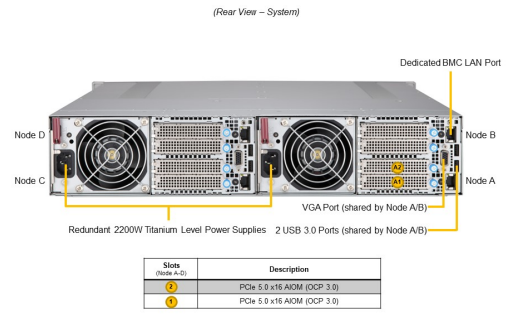 (Rear View – System)
Dedicated BMC LAN Port
Node D
Node B
Node C
Node A
A2
A1
VGA Port (shared by Node A/B)
Redundant 2200W Titanium Level Power Supplies
2 USB 3.0 Ports (shared by Node A/B)
Slots
(Node A-D)
Description
2
PCIe 5.0 x16 AIOM (OCP 3.0)
1
PCIe 5.0 x16 AIOM (OCP 3.0)